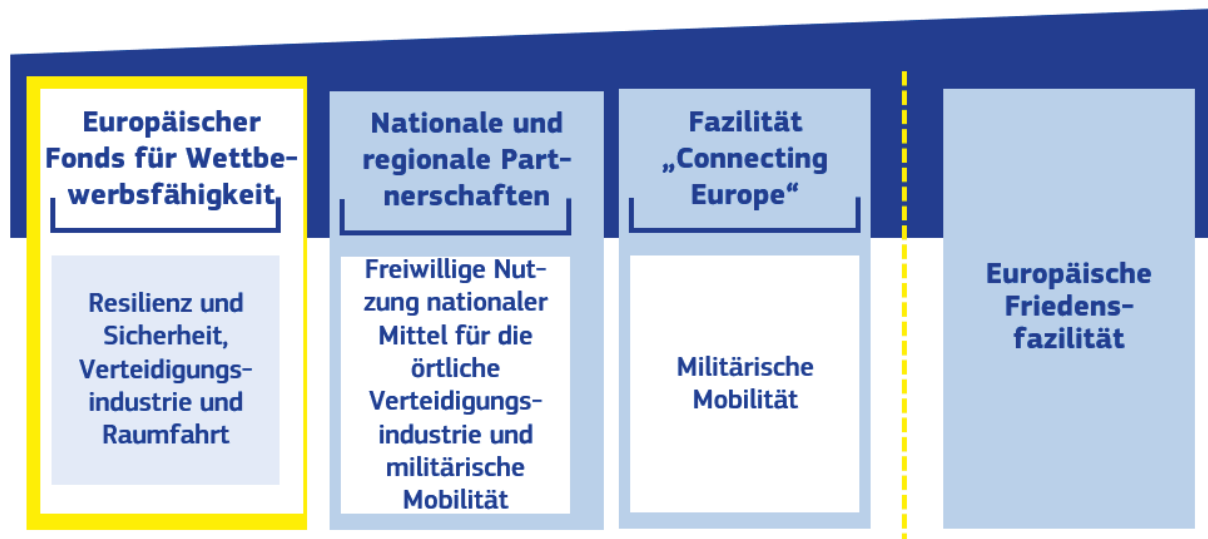 Europäischer
Fonds für Wettbe-
werbsfähigkeit
Resilienz und
Sicherheit,
Verteidigungs-
industrie und
Raumfahrt
Nationale und
regionale Part-
nerschaften
Freiwillige Nut-
zung nationaler
Mittel für die
örtliche
Verteidigungs-
industrie und
militärische
Mobilität
Fazilität
„Connecting
Europe“
Militärische
Mobilität
Europäische
Friedens-
fazilität